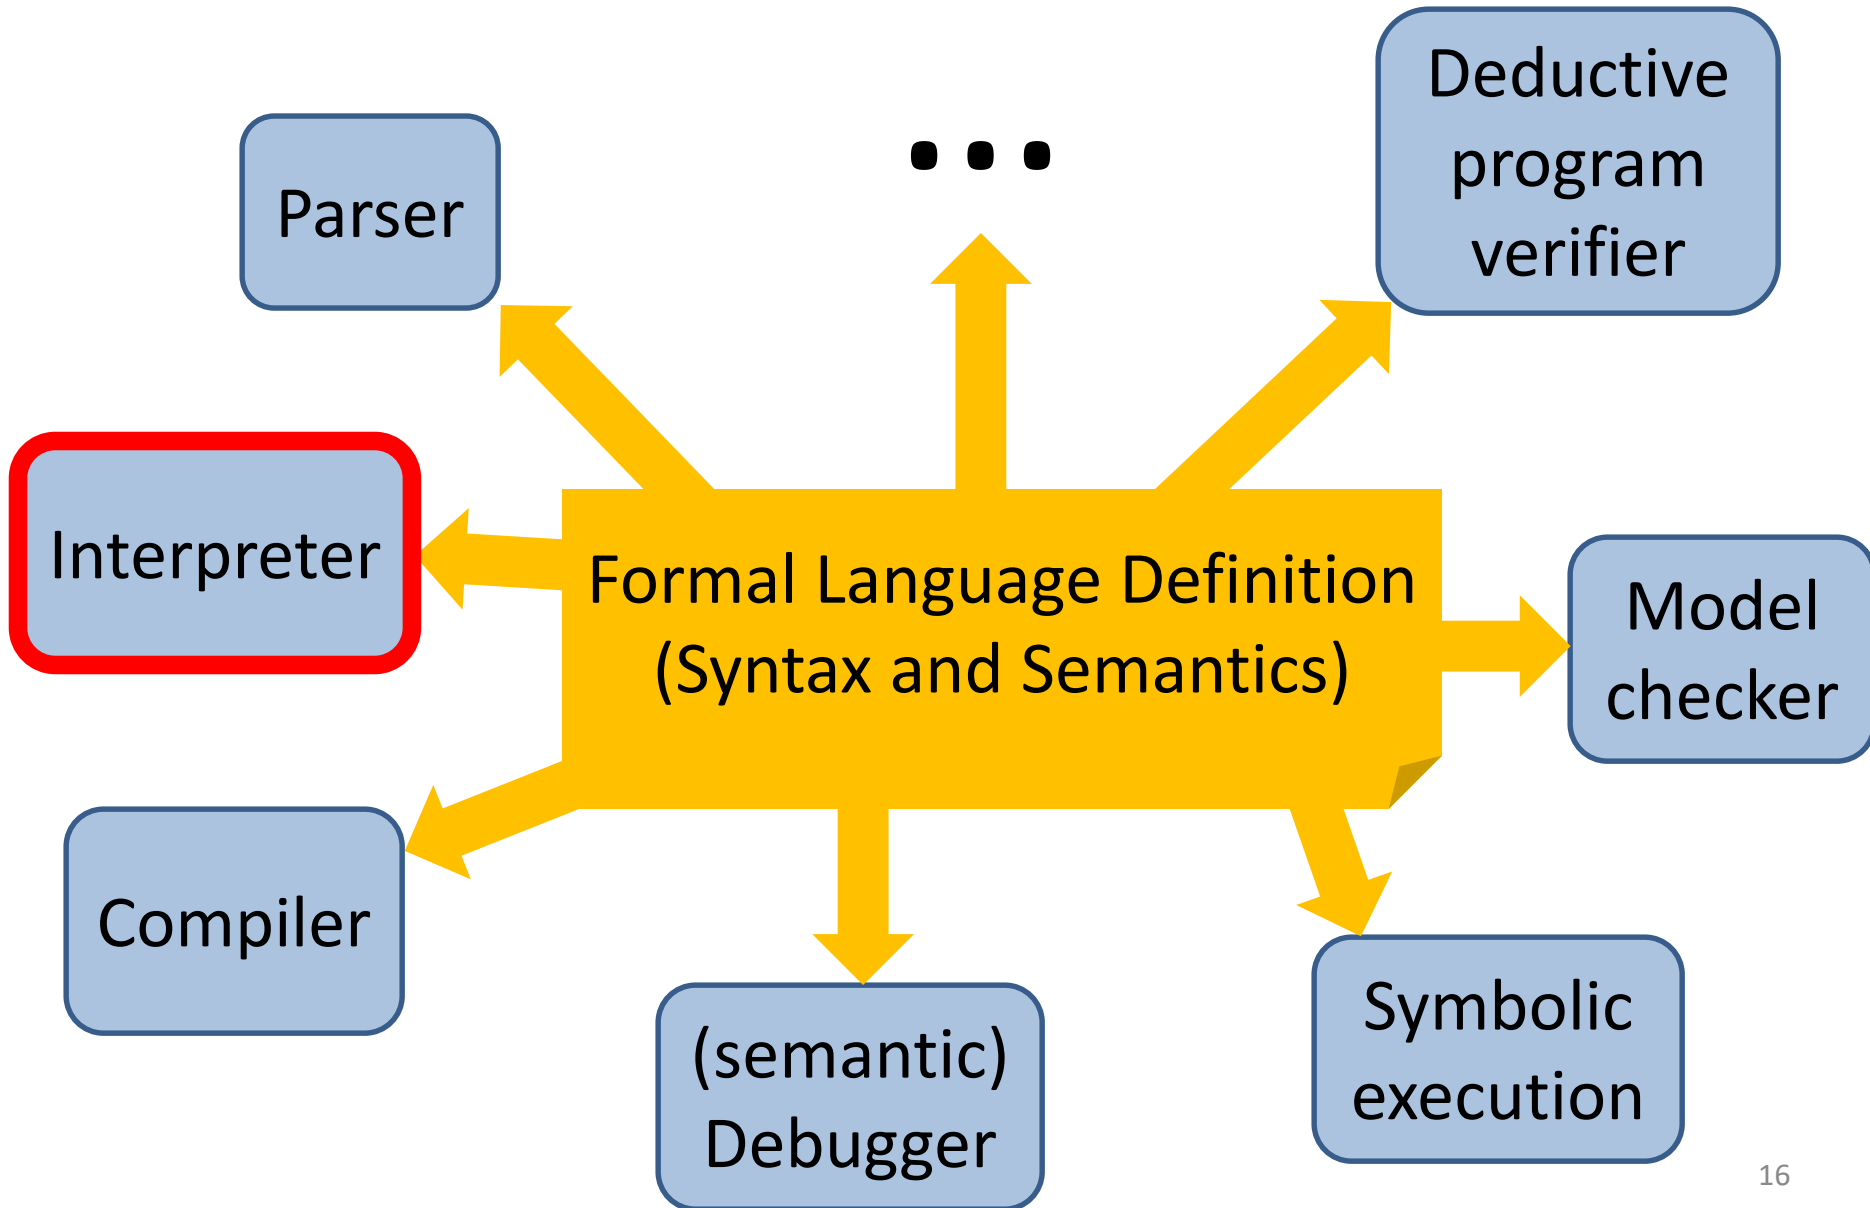 Deductive
program
verifier
Parser
...
Interpreter
Formal Language Definition
(Syntax and Semantics)
Model
checker
Compiler
(semantic)
Debugger
Symbolic
execution
16